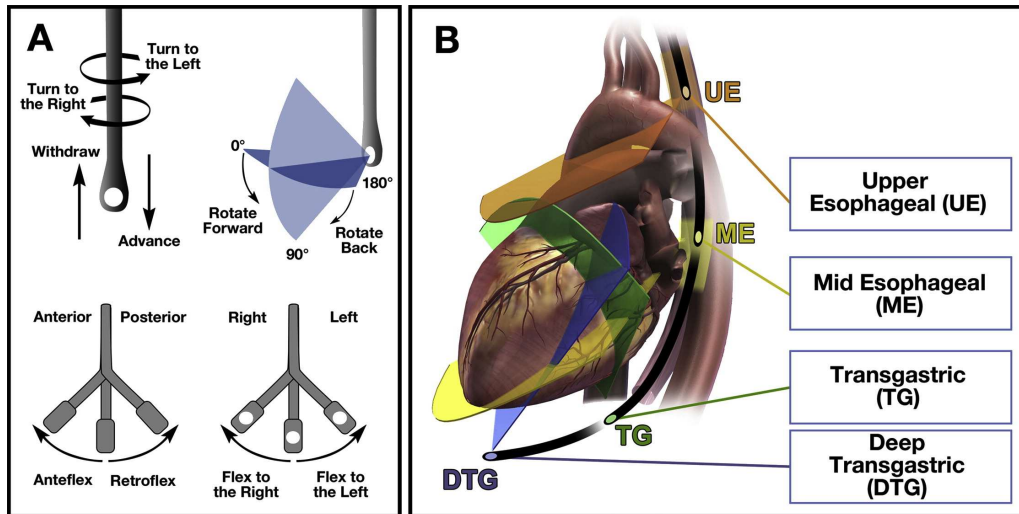 A
Turn to
the Left
Turn to
the Right
Withdraw
Advance
0°
180°
Rotate
Forward
Rotate
Back
90°
Anterior
Posterior
Anteflex
Retroflex
Right
Left
Flex to
the Right
Flex to
the Left
B
UE
ME
TG
DTG
Upper
Esophageal (UE)
Mid Esophageal
(ME)
Transgastric
(TG)
Deep
Transgastric
(DTG)